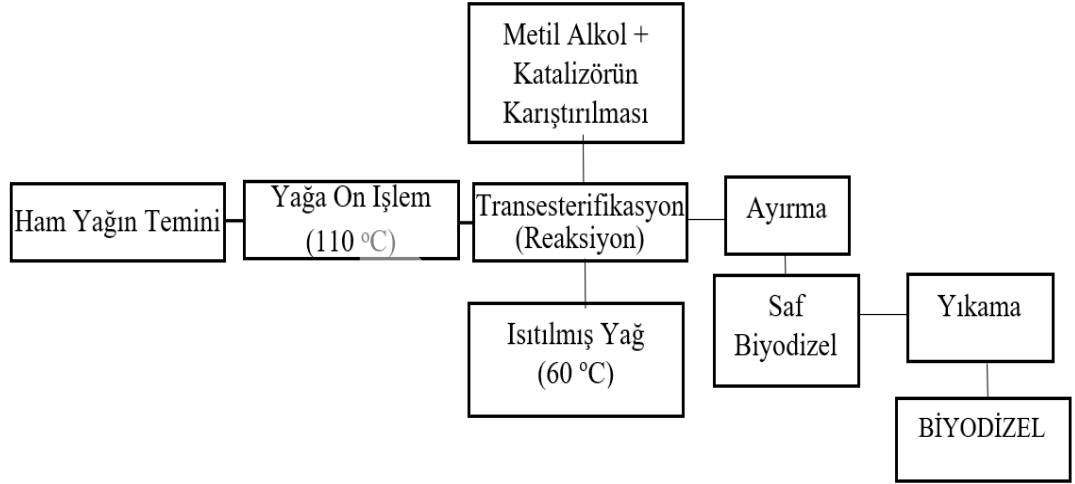 Metil Alkol +
Katalizörün
Karıştırılması
Ham Yağın Temini
Yağa On Işlem
(110 ºC)
Transesterifikasyon
(Reaksiyon)
Ayırma
Isıtılmış Yağ
(60 ºC)
Saf
Biyodizel
Yıkama
BİYODİZEL